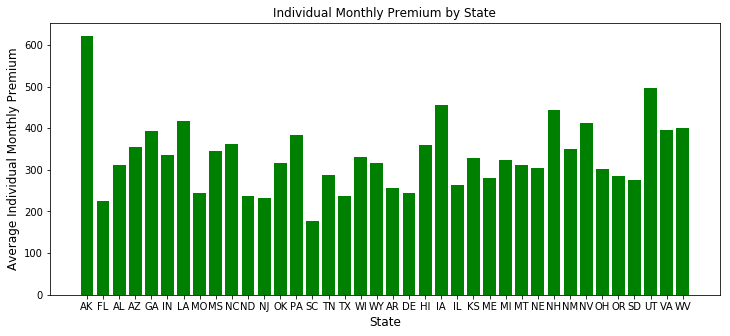 Individual Monthly Premium by State
Average Individual Monthly Premium
600
500
400
300
200
100
0
AK FL AL AZ GA IN LA MO MS NC ND NJ OK PA SC TN TX WI WY AR DE HI IA IL KS ME MI MT NE NH NM NV OH OR SD UT VA WV
State